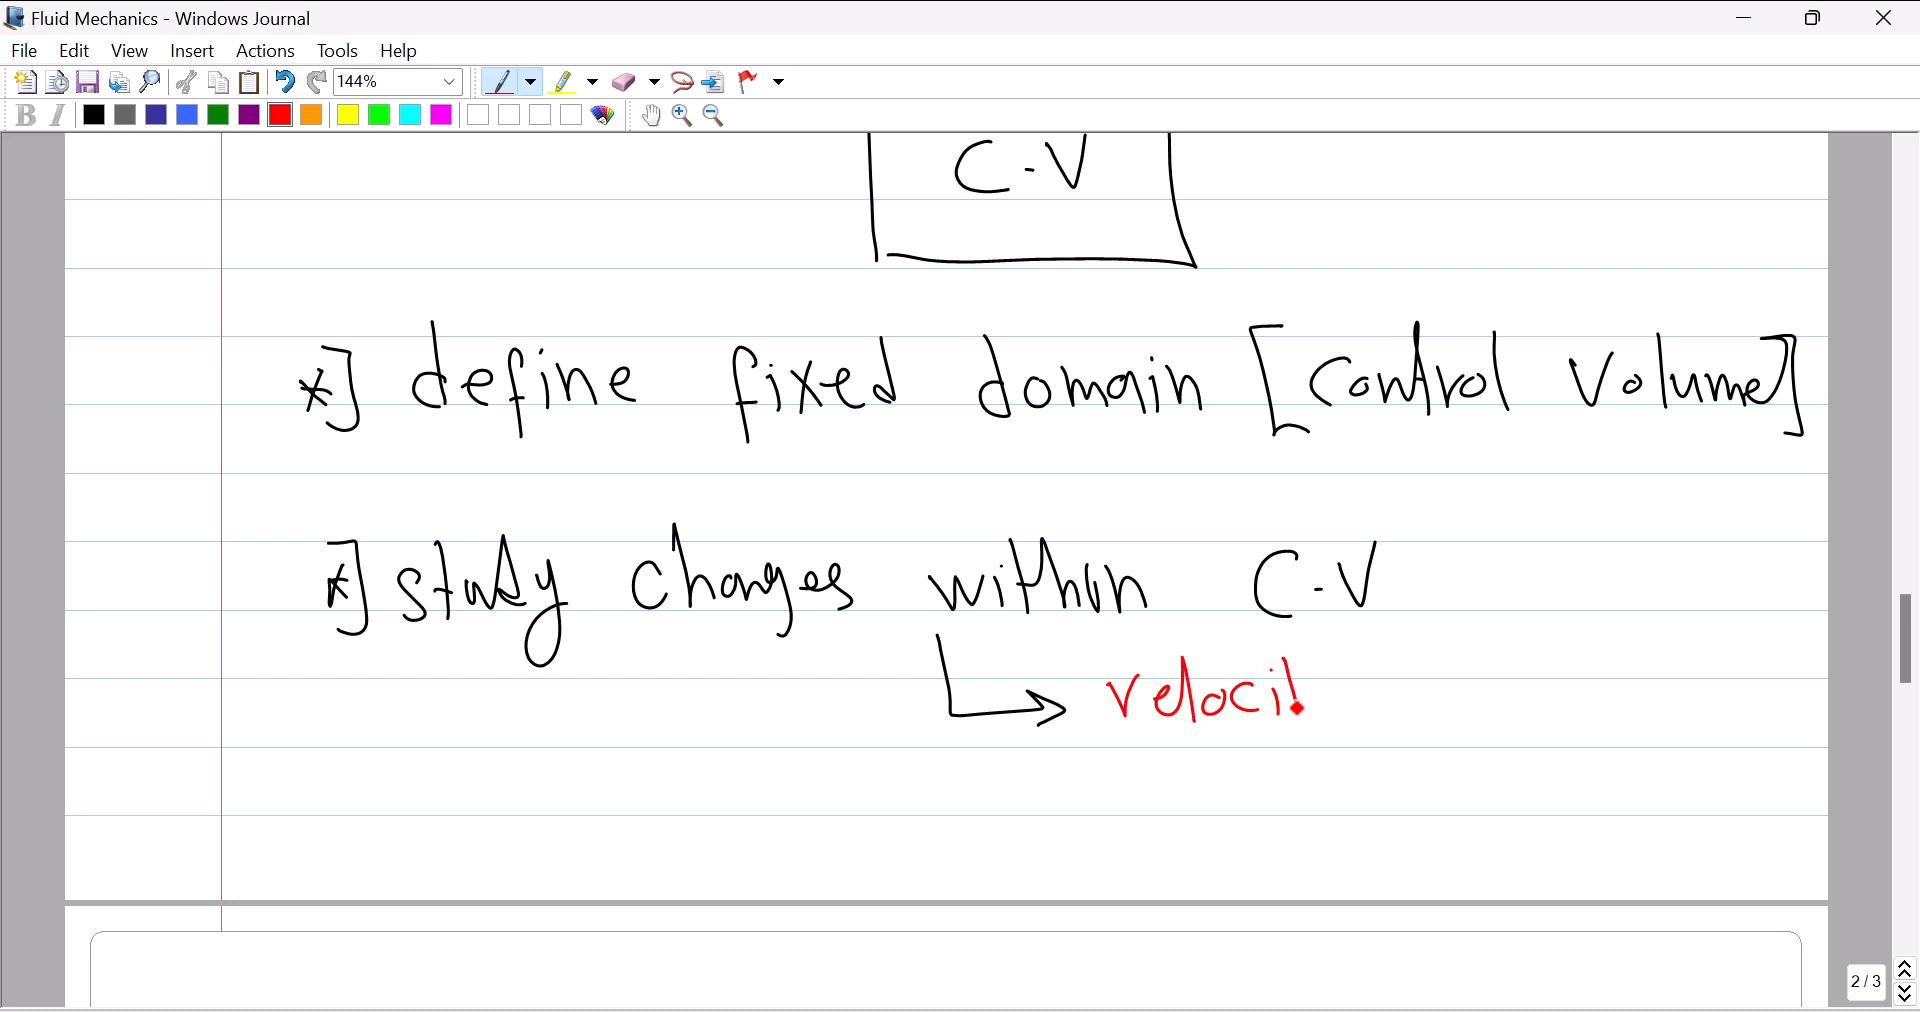 Fluid Mechanics - Windows Journal
File Edit View Insert Actions Tools Help
144%
B I
C-V
*] define fixed domain [Control Volume]
*] study changes within C-V
veloci
2 / 3